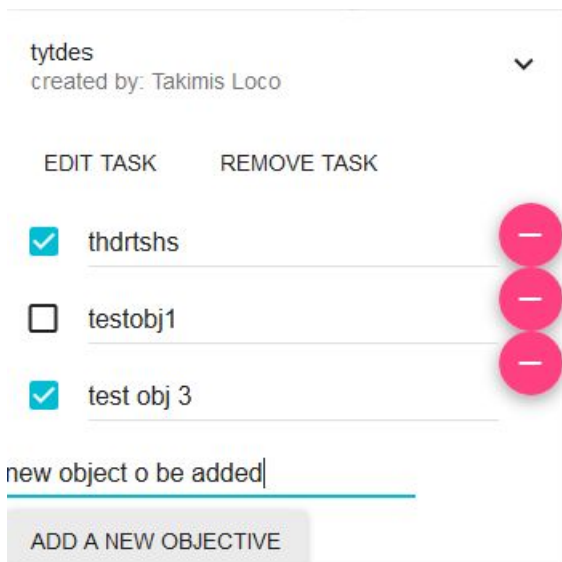 tytdes
created by: Takimis Loco
EDIT TASK REMOVE TASK
thdrtshs
testobj1
test obj 3
new object o be added
ADD A NEW OBJECTIVE